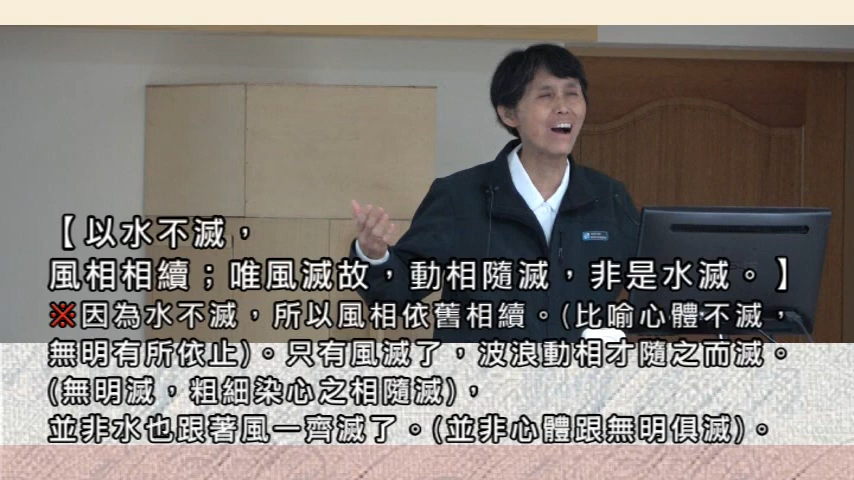 【以水不滅，
風相相續；唯風滅故，動相隨滅，非是水滅。】
※因為水不滅，所以風相依舊相續。(比喻心體不滅，
無明有所依止)。只有風滅了，波浪動相才隨之而滅。
(無明滅，粗細染心之相隨滅)，
並非水也跟著風一齊滅了。(並非心體跟無明俱滅)。